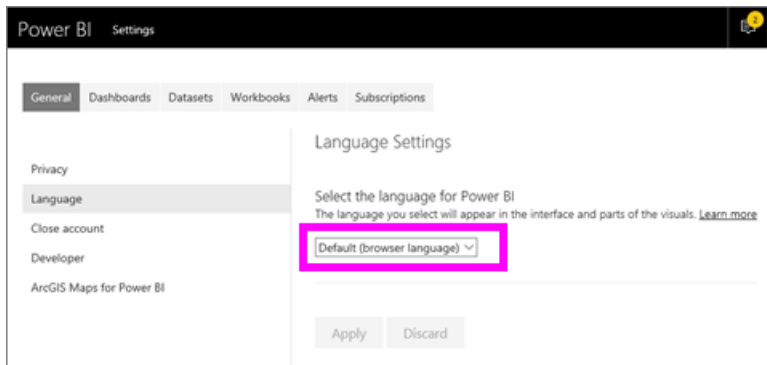 Power BI Settings
2
General Dashboards Datasets Workbooks Alerts Subscriptions
Language Settings
Privacy
Language
Select the language for Power BI
The language you select will appear in the interface and parts of the visuals. Learn more
Close account
Default (browser language)
Developer
ArcGIS Maps for Power BI
Apply Discard